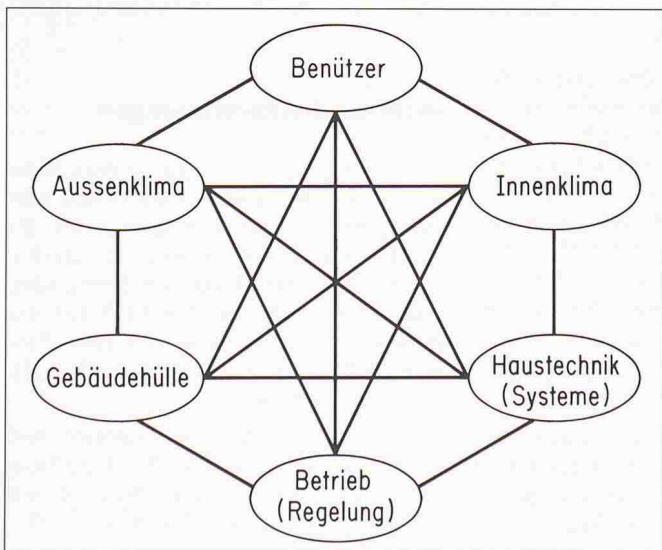 Benützer
Aussenklima
Innenklima
Gebäudehülle
Haustechnik
(Systeme)
Betrieb
(Regelung)